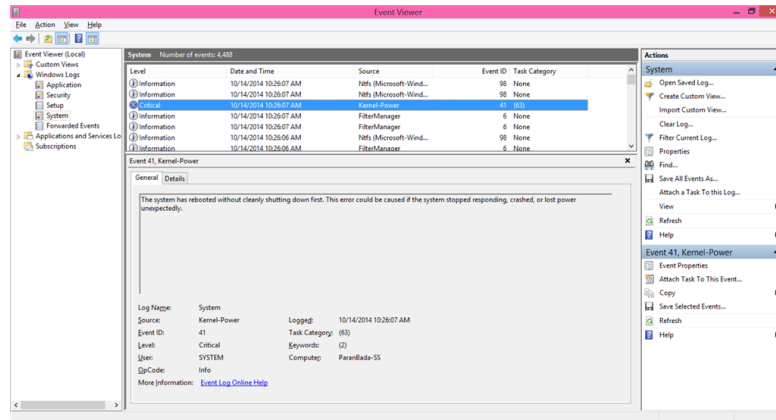 Event Viewer
File Action View Help
Event Viewer (Local)
Custom Views
Windows Logs
Application
Security
Setup
System
Forwarded Events
Applications and Services Lo
Subscriptions
System Number of events: 4,488
Level Date and Time Source Event ID Task Category
Information 10/14/2014 10:26:07 AM Ntfs (Microsoft-Wind... 98 None
Information 10/14/2014 10:26:07 AM Ntfs (Microsoft-Wind... 98 None
Critical 10/14/2014 10:26:07 AM Kernel-Power 41 (63)
Information 10/14/2014 10:26:07 AM FilterManager 6 None
Information 10/14/2014 10:26:06 AM Ntfs (Microsoft-Wind... 98 None
Information 10/14/2014 10:26:06 AM FilterManager 6 None
Event 41, Kernel-Power
General Details
The system has rebooted without cleanly shutting down first. This error could be caused if the system stopped responding, crashed, or lost power
unexpectedly.
Log Name: System
Source: Kernel-Power Logged: 10/14/2014 10:26:07 AM
Event ID: 41 Task Category: (63)
Level: Critical Keywords: (2)
User: SYSTEM Computer: ParanBada-SS
OpCode: Info
More Information: Event Log Online Help
Actions
System
Open Saved Log...
Create Custom View...
Import Custom View...
Clear Log...
Filter Current Log...
Properties
Find...
Save All Events As...
Attach a Task To this Log...
View
Refresh
Help
Event 41, Kernel-Power
Event Properties
Attach Task To This Event...
Copy
Save Selected Events...
Refresh
Help